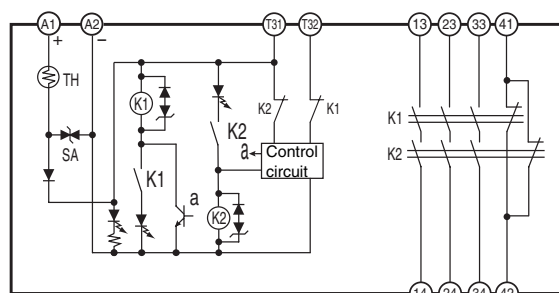 A1 A2 T31 T32 13 23 33 41
+ −
TH
K1
K2 K1
K1
K2
SA
a
Control
circuit
K2
K1
a
K2
14 24 34 42